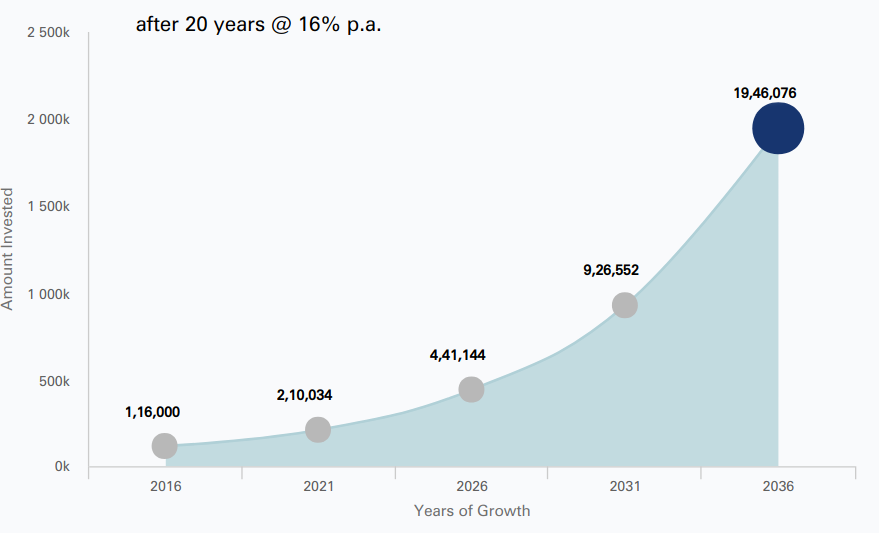 after 20 years @ 16% p.a.
2 500k
2 000k
1 500k
1 000k
500k
0k
Amount Invested
1,16,000
2,10,034
4,41,144
9,26,552
19,46,076
2016
2021
2026
2031
2036
Years of Growth